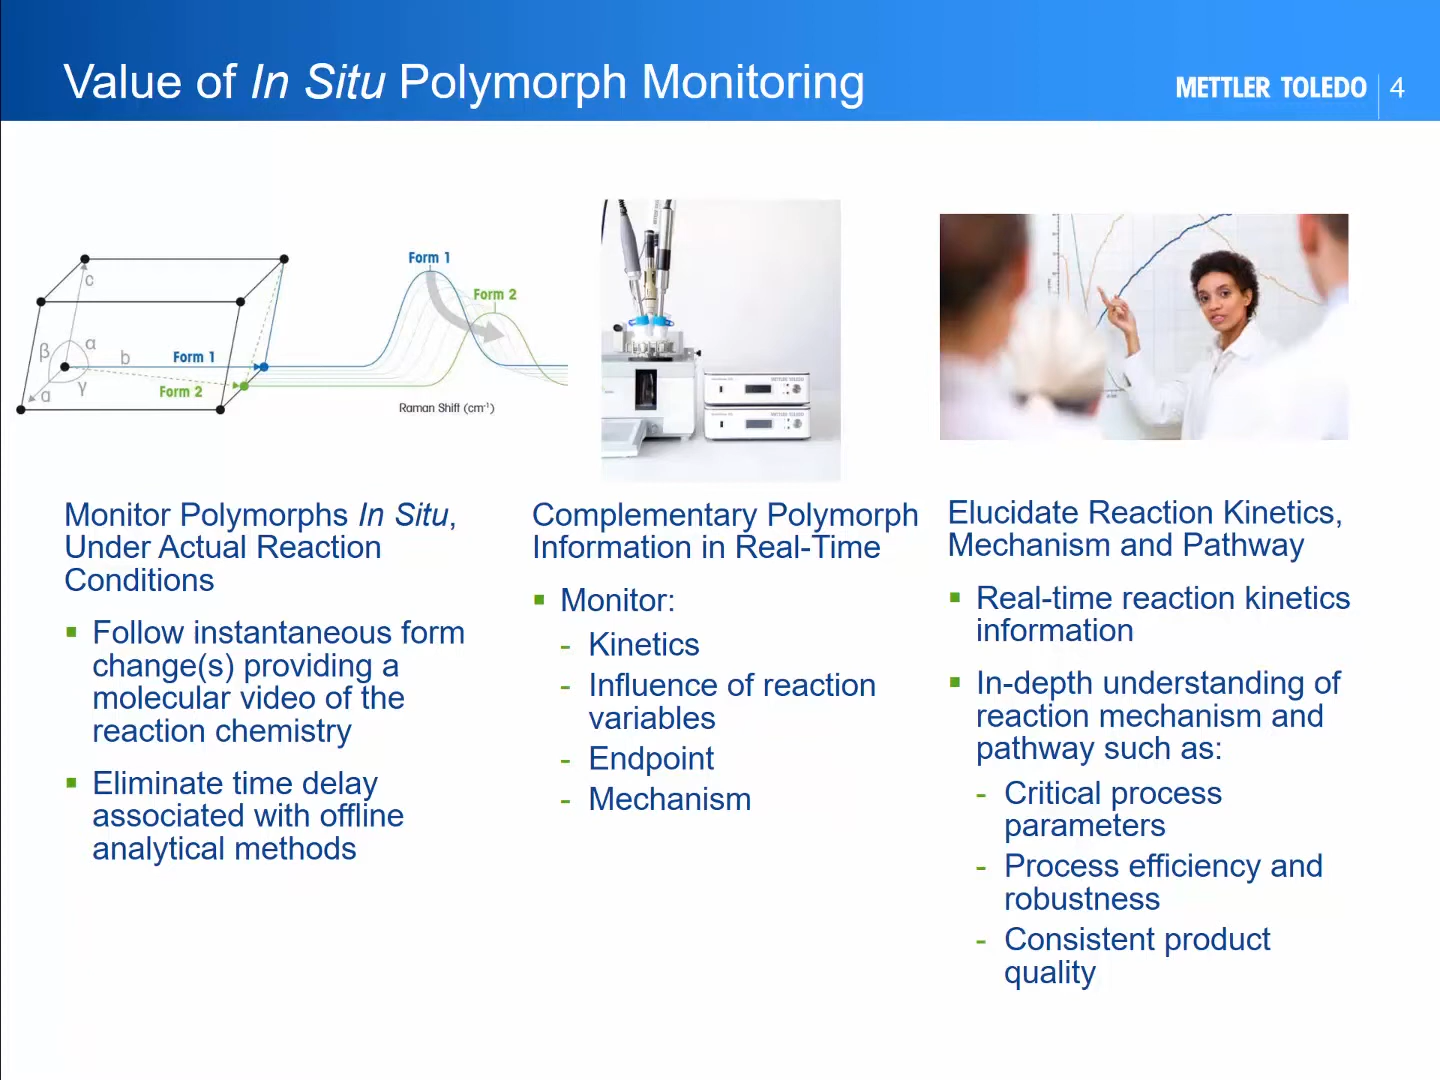 Value of In Situ Polymorph Monitoring
METTLER TOLEDO
4
c
β
α
b
a
γ
Form 1
Form 2
Form 1
Form 2
Raman Shift (cm⁻¹)
Monitor Polymorphs In Situ,
Under Actual Reaction
Conditions
▪ Follow instantaneous form
change(s) providing a
molecular video of the
reaction chemistry
▪ Eliminate time delay
associated with offline
analytical methods
Complementary Polymorph
Information in Real-Time
▪ Monitor:
- Kinetics
- Influence of reaction
variables
- Endpoint
- Mechanism
Elucidate Reaction Kinetics,
Mechanism and Pathway
▪ Real-time reaction kinetics
information
▪ In-depth understanding of
reaction mechanism and
pathway such as:
- Critical process
parameters
- Process efficiency and
robustness
- Consistent product
quality